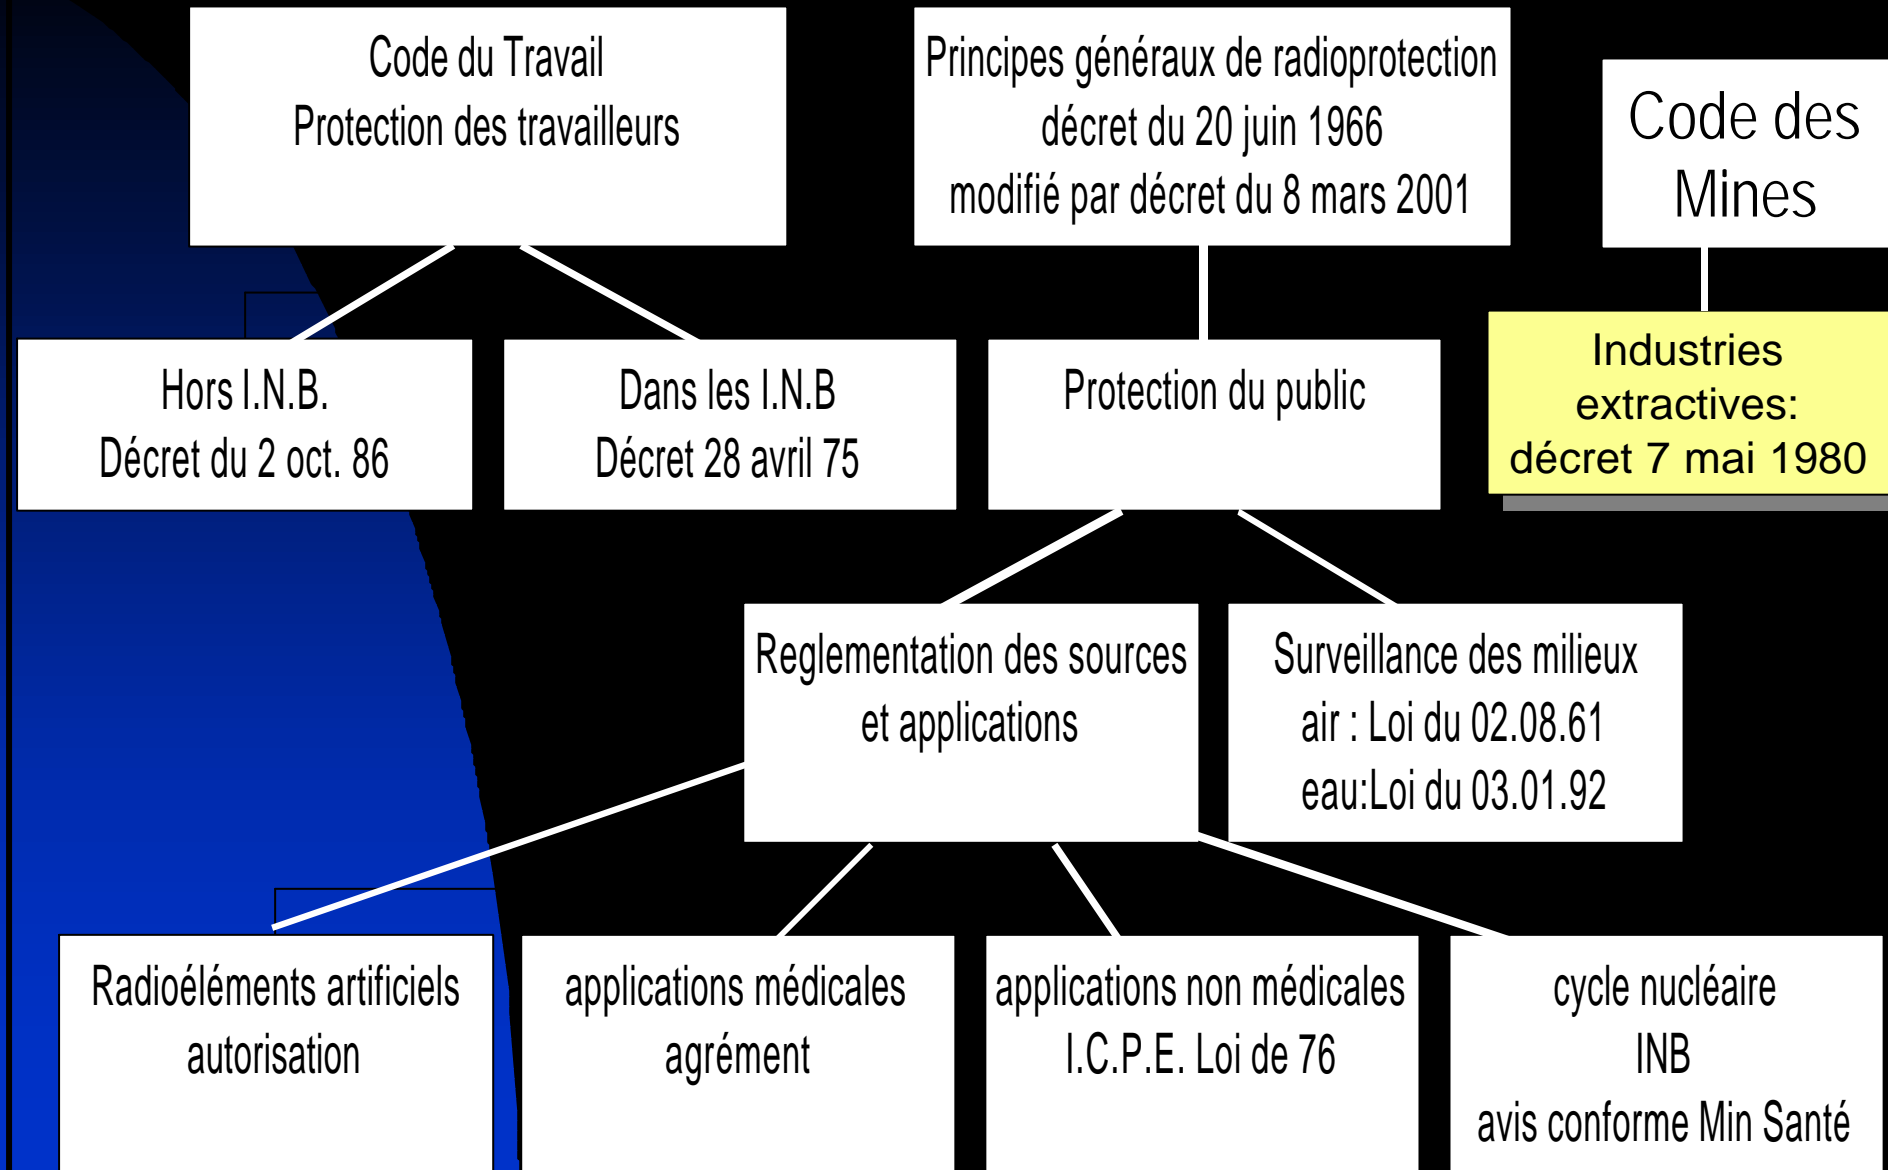 Code du Travail
Protection des travailleurs
Principes généraux de radioprotection
décret du 20 juin 1966
modifié par décret du 8 mars 2001
Code des
Mines
Hors I.N.B.
Décret du 2 oct. 86
Dans les I.N.B
Décret 28 avril 75
Protection du public
Industries
extractives:
décret 7 mai 1980
Reglementation des sources
et applications
Surveillance des milieux
air : Loi du 02.08.61
eau:Loi du 03.01.92
Radioéléments artificiels
autorisation
applications médicales
agrément
applications non médicales
I.C.P.E. Loi de 76
cycle nucléaire
INB
avis conforme Min Santé